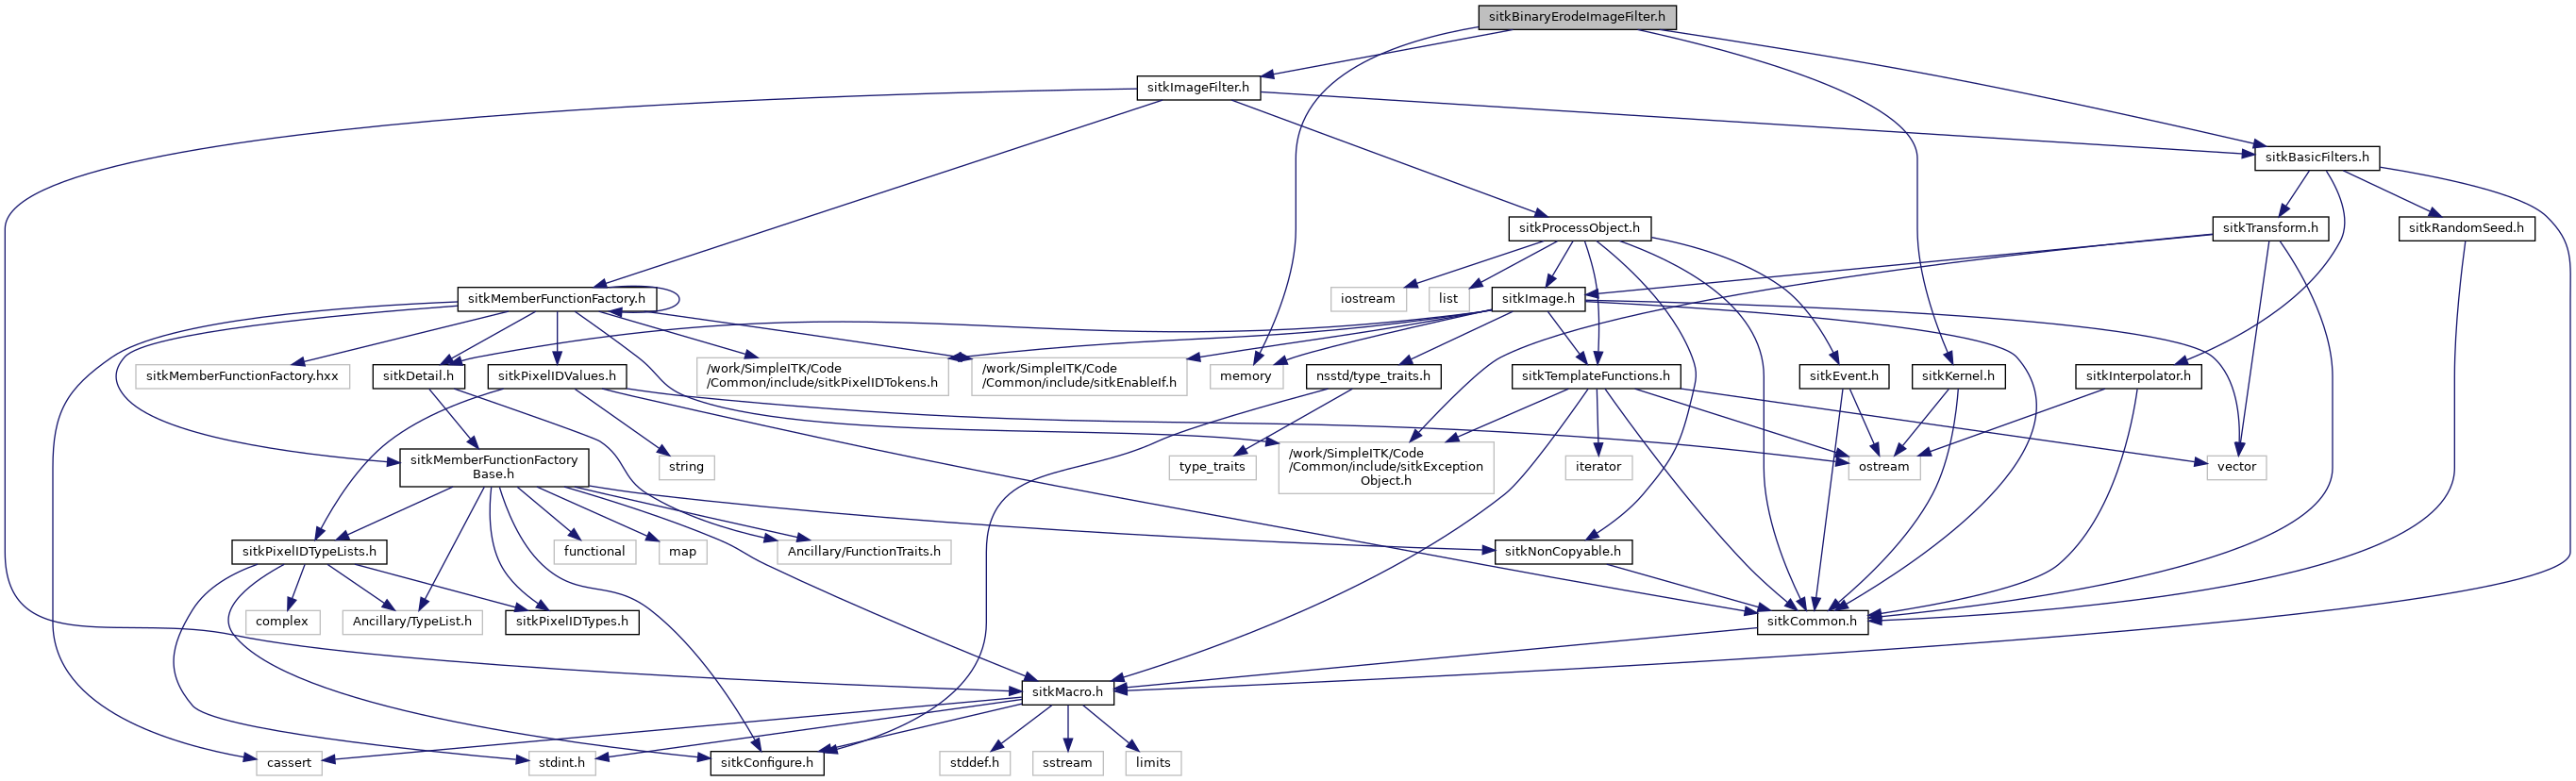 sitkBinaryErodeImageFilter.h
sitkImageFilter.h
sitkBasicFilters.h
sitkProcessObject.h
sitkTransform.h
sitkRandomSeed.h
sitkMemberFunctionFactory.h
iostream
list
sitkImage.h
sitkMemberFunctionFactory.hxx
sitkDetail.h
sitkPixelIDValues.h
/work/SimpleITK/Code
/Common/include/sitkPixelIDTokens.h
/work/SimpleITK/Code
/Common/include/sitkEnableIf.h
memory
nsstd/type_traits.h
sitkTemplateFunctions.h
sitkEvent.h
sitkKernel.h
sitkInterpolator.h
sitkMemberFunctionFactory
Base.h
string
type_traits
/work/SimpleITK/Code
/Common/include/sitkException
Object.h
iterator
ostream
vector
sitkPixelIDTypeLists.h
functional
map
Ancillary/FunctionTraits.h
sitkNonCopyable.h
complex
Ancillary/TypeList.h
sitkPixelIDTypes.h
sitkCommon.h
sitkMacro.h
cassert
stdint.h
sitkConfigure.h
stddef.h
sstream
limits